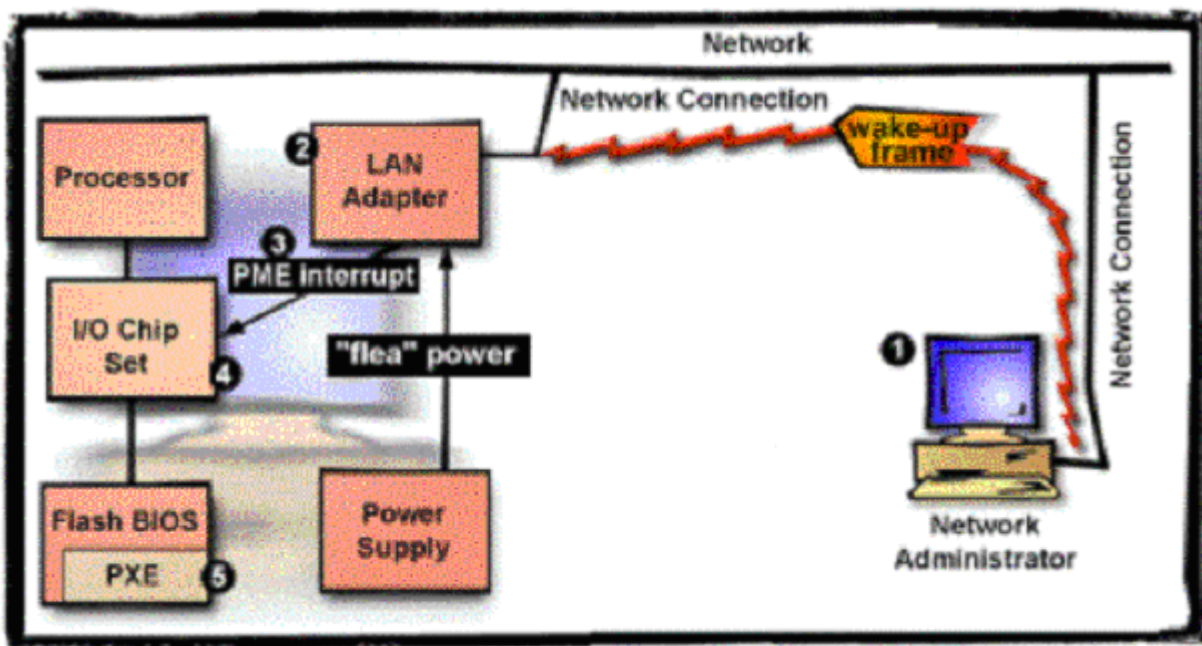 Network
Network Connection
wake-up
frame
2
LAN
Adapter
Processor
3
PME interrupt
I/O Chip
Set
4
"flea" power
1
Network Connection
Flash BIOS
PXE
5
Power
Supply
Network
Administrator